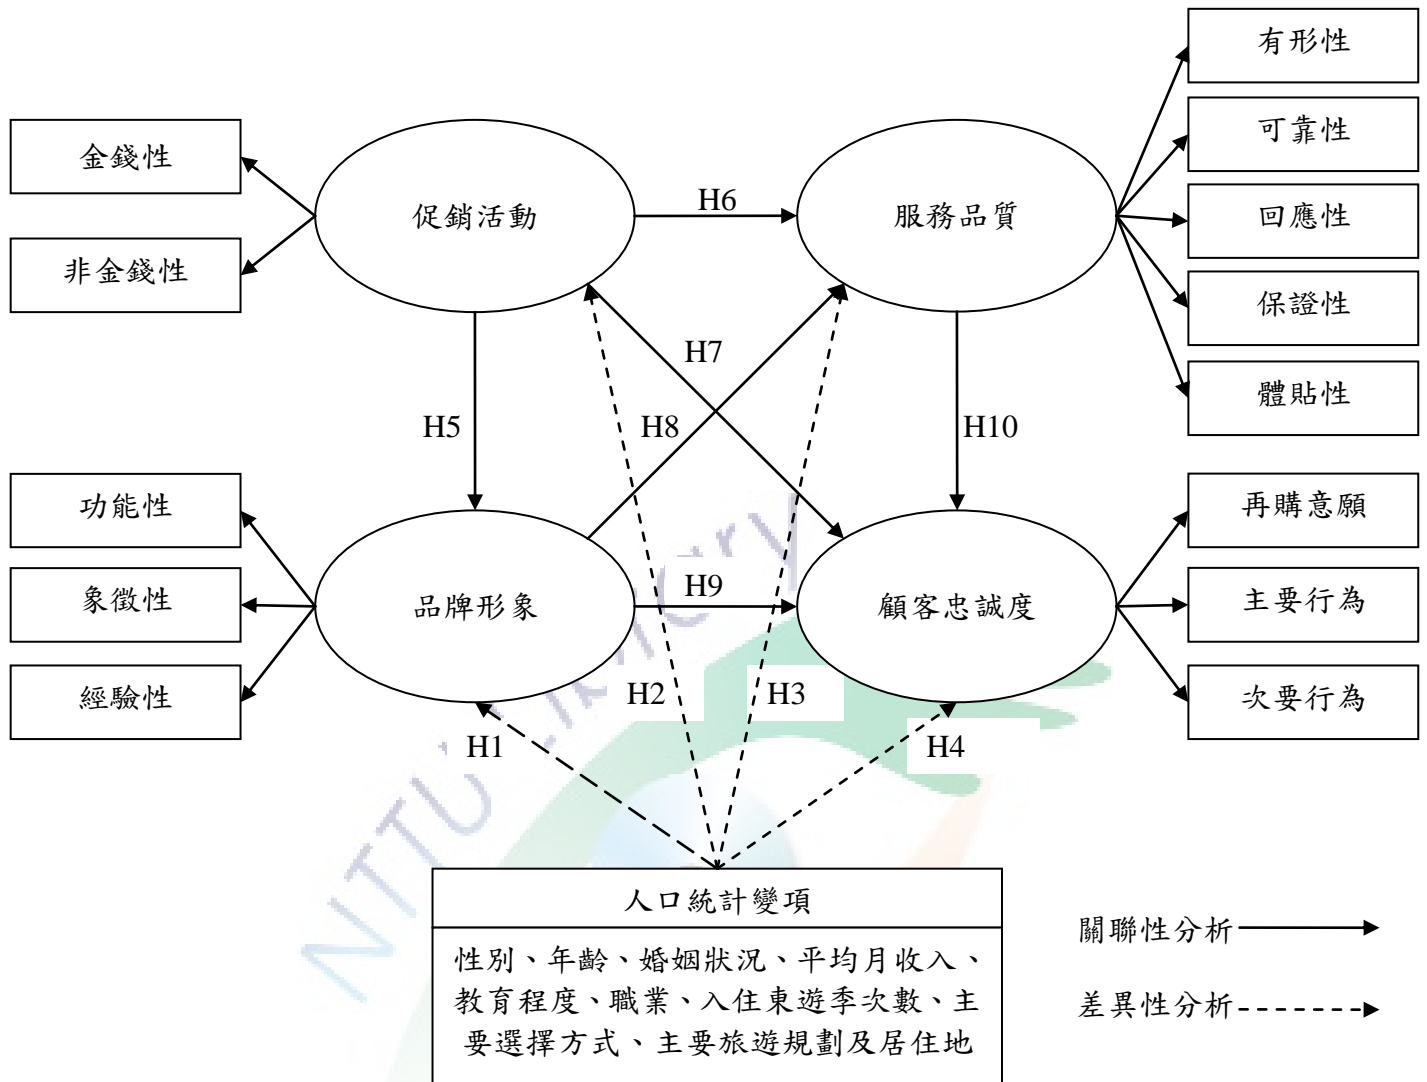 有形性
可靠性
回應性
保證性
體貼性
金錢性
非金錢性
促銷活動
H6
服務品質
H7
H5
H8
H10
功能性
象徵性
經驗性
品牌形象
H9
顧客忠誠度
再購意願
主要行為
次要行為
H2
H3
H1
H4
NTTU Library
人口統計變項
性別、年齡、婚姻狀況、平均月收入、
教育程度、職業、入住東遊季次數、主
要選擇方式、主要旅遊規劃及居住地
關聯性分析
差異性分析